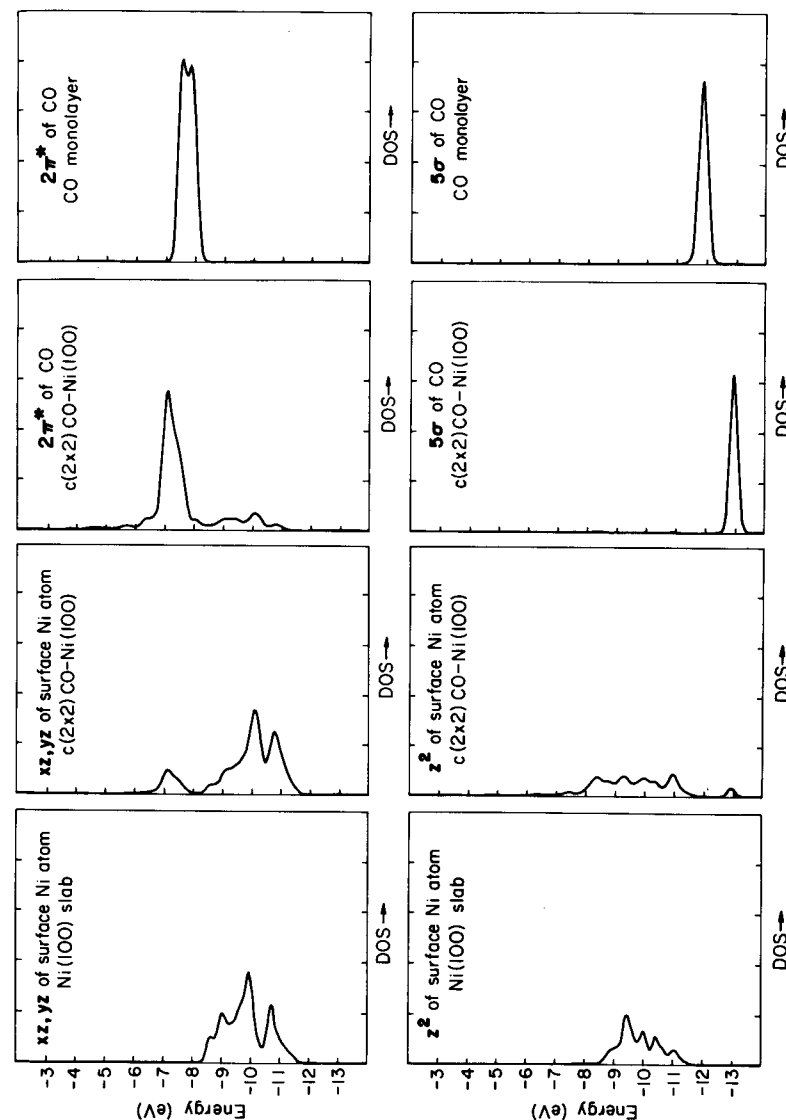 2π* of CO
CO monolayer
DOS→
5σ of CO
CO monolayer
DOS→
2π* of CO
c(2x2)CO-Ni(100)
DOS→
5σ of CO
c(2x2)CO-Ni(100)
DOS→
xz,yz of surface Ni atom
c(2x2)CO-Ni(100)
DOS→
z² of surface Ni atom
c(2x2)CO-Ni(100)
DOS→
xz,yz of surface Ni atom
Ni(100) slab
DOS→
z² of surface Ni atom
Ni(100) slab
DOS→
-3
-4
-5
-6
-7
-8
-9
-10
-11
-12
-13
Energy (eV)
-3
-4
-5
-6
-7
-8
-9
-10
-11
-12
-13
Energy (eV)